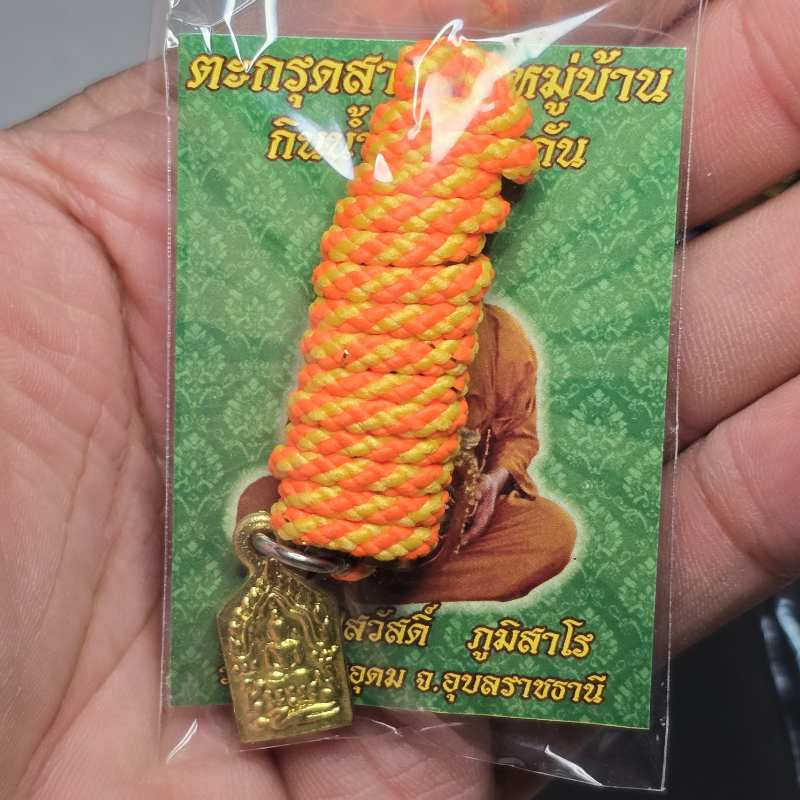 ตะกรุดสา หมู่บ้าน
กินน้ำ กัน
สวัสดิ์ ภูมิสาโร
อุดม จ.อุบลราชธานี